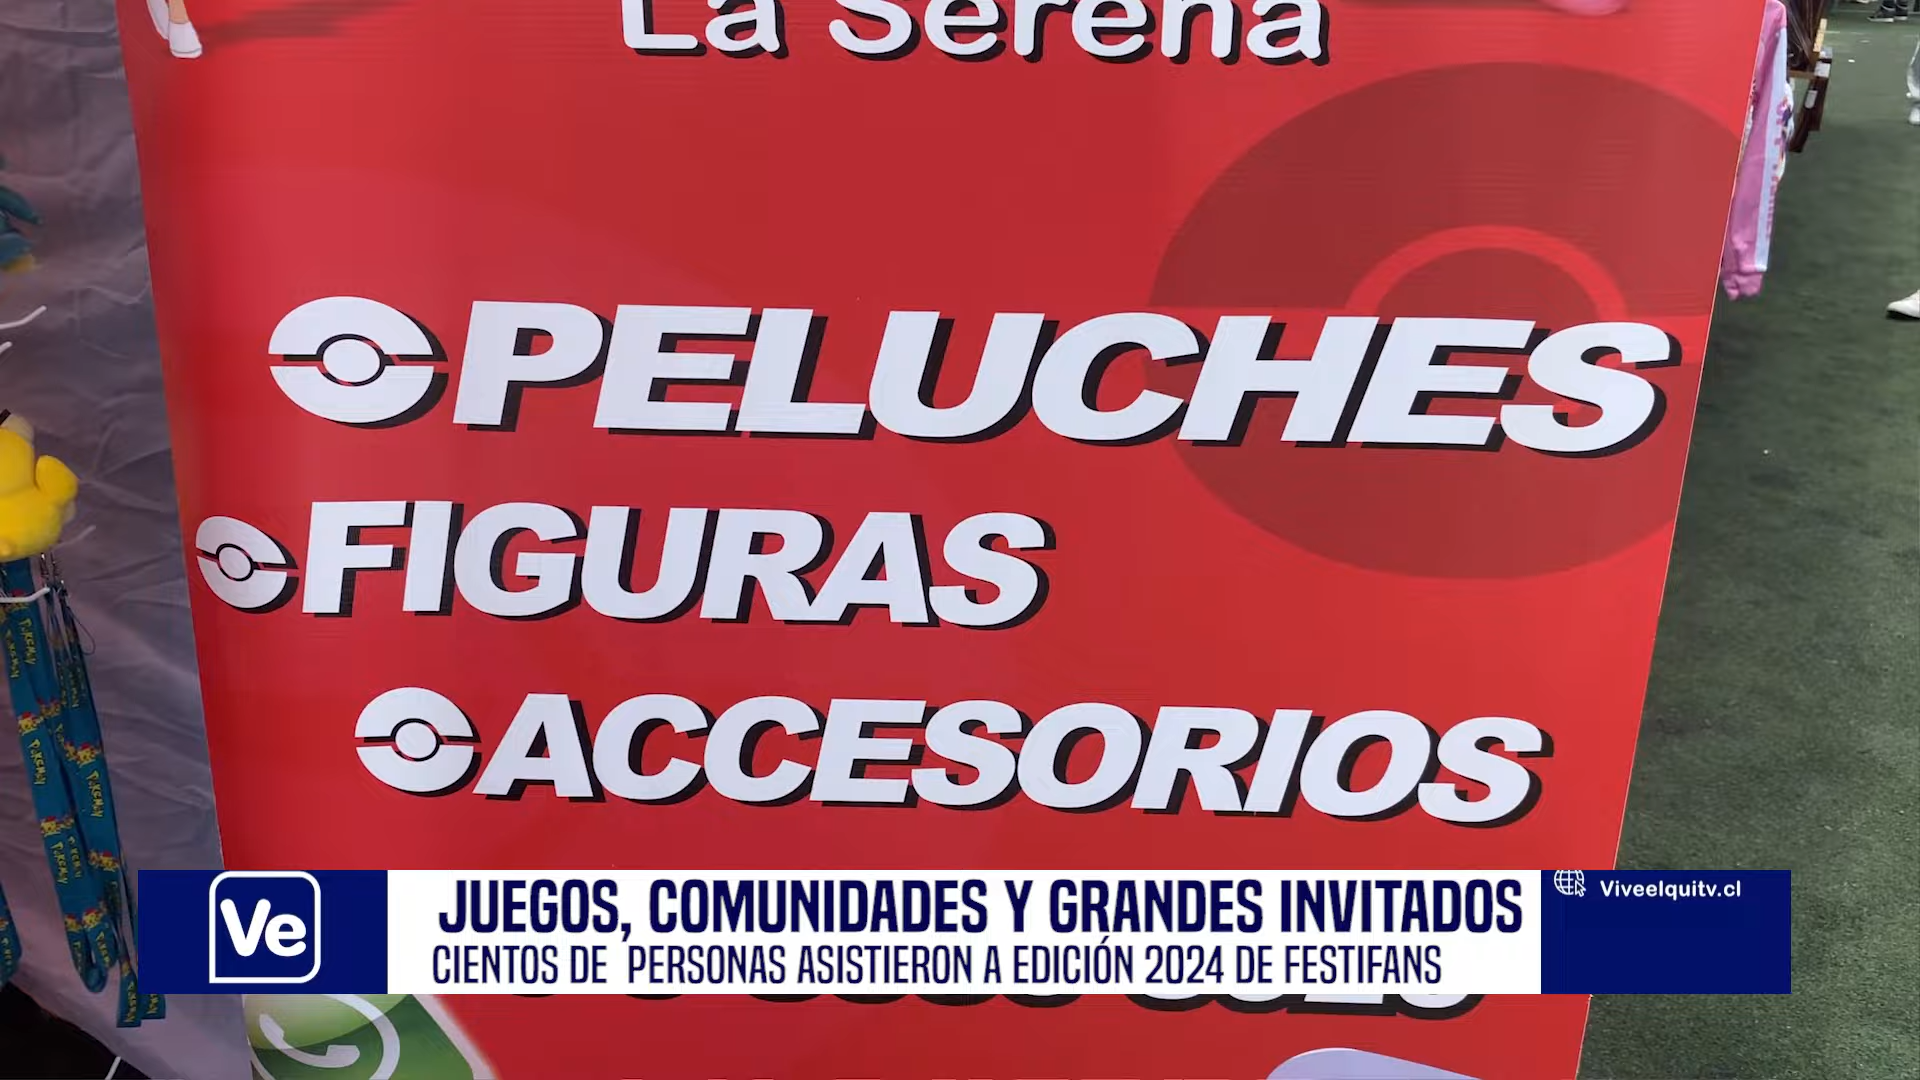 La Serena
PELUCHES
FIGURAS
ACCESORIOS
Ve
JUEGOS, COMUNIDADES Y GRANDES INVITADOS
CIENTOS DE PERSONAS ASISTIERON A EDICIÓN 2024 DE FESTIFANS
Viveelquitv.cl